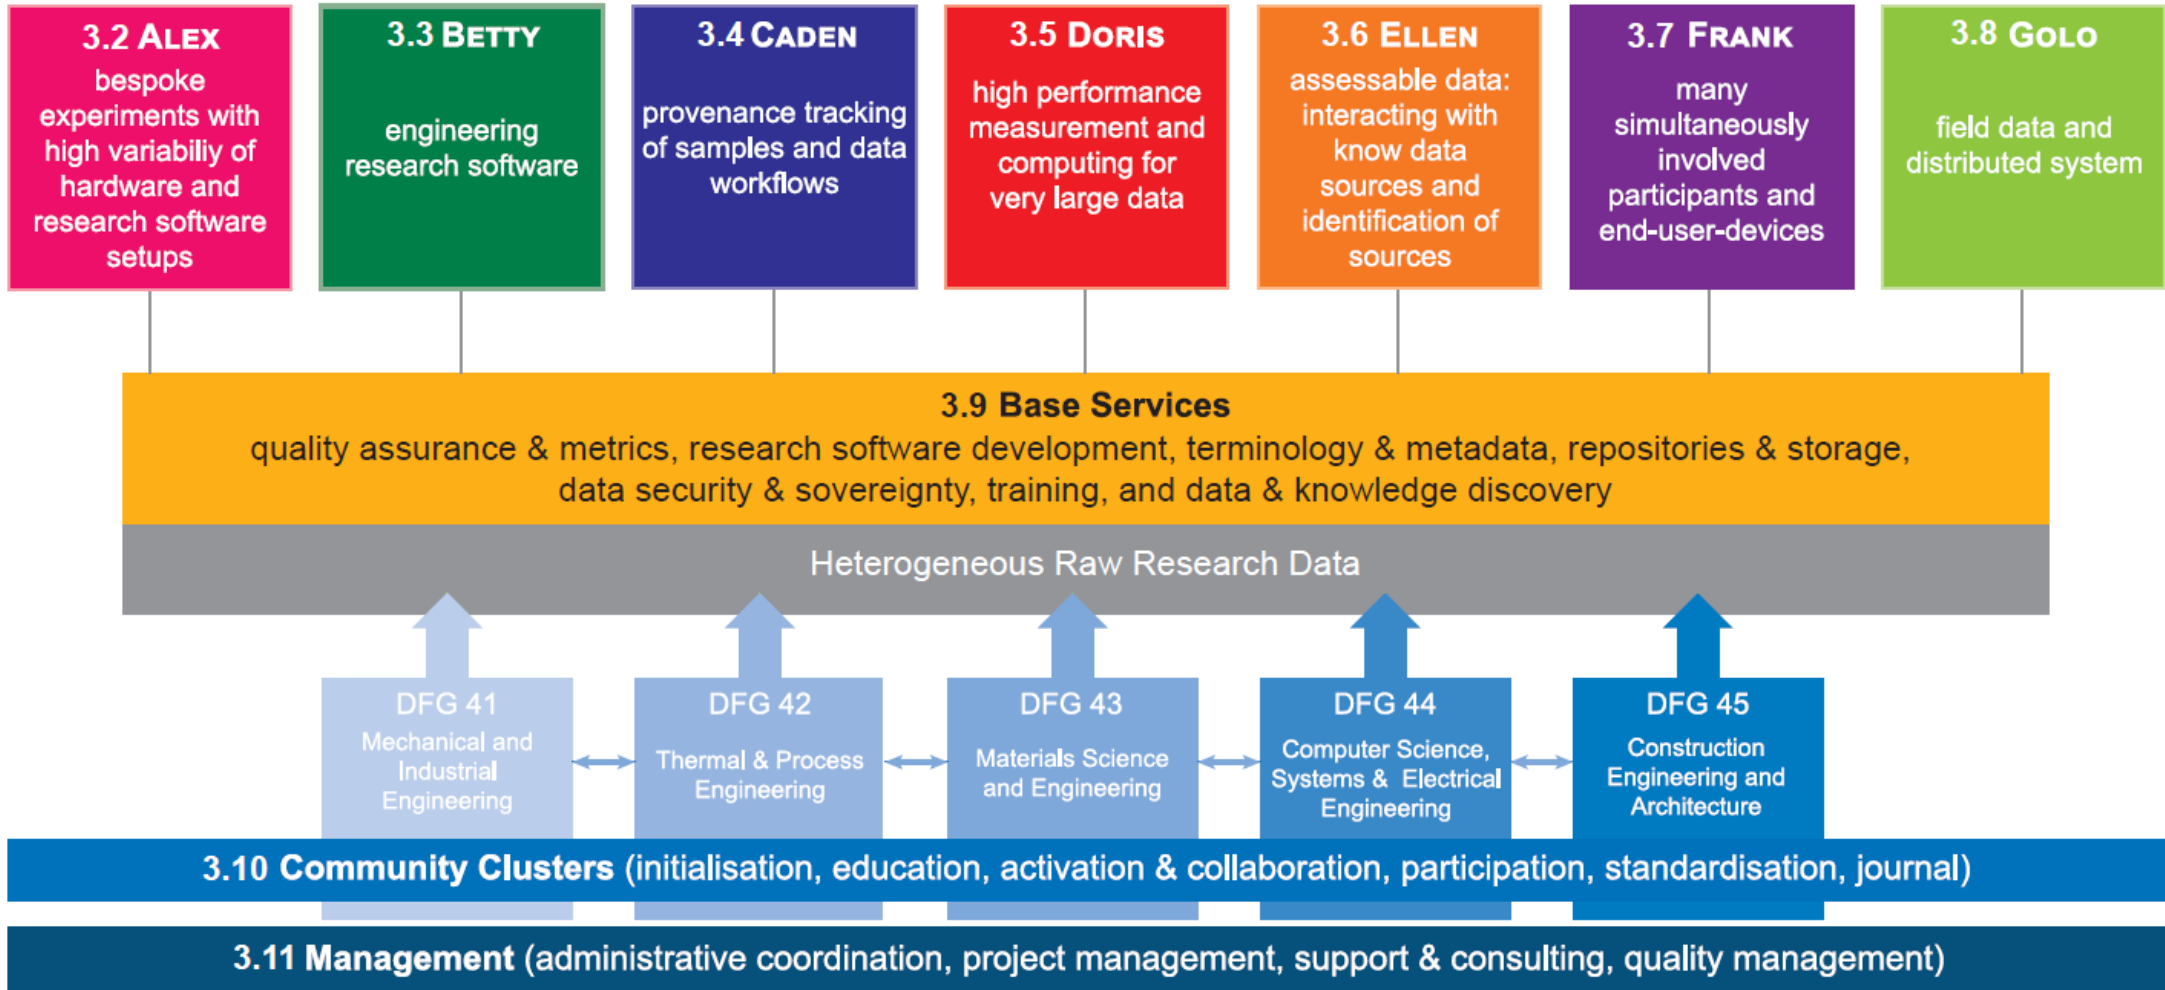 3.2 ALEX
bespoke
experiments with
high variabiliy of
hardware and
research software
setups
3.3 BETTY
engineering
research software
3.4 CADEN
provenance tracking
of samples and data
workflows
3.5 DORIS
high performance
measurement and
computing for
very large data
3.6 ELLEN
assessable data:
interacting with
know data
sources and
identification of
sources
3.7 FRANK
many
simultaneously
involved
participants and
end-user-devices
3.8 GOLO
field data and
distributed system
3.9 Base Services
quality assurance & metrics, research software development, terminology & metadata, repositories & storage,
data security & sovereignty, training, and data & knowledge discovery
Heterogeneous Raw Research Data
DFG 41
Mechanical and
Industrial
Engineering
DFG 42
Thermal & Process
Engineering
DFG 43
Materials Science
and Engineering
DFG 44
Computer Science,
Systems & Electrical
Engineering
DFG 45
Construction
Engineering and
Architecture
3.10 Community Clusters (initialisation, education, activation & collaboration, participation, standardisation, journal)
3.11 Management (administrative coordination, project management, support & consulting, quality management)